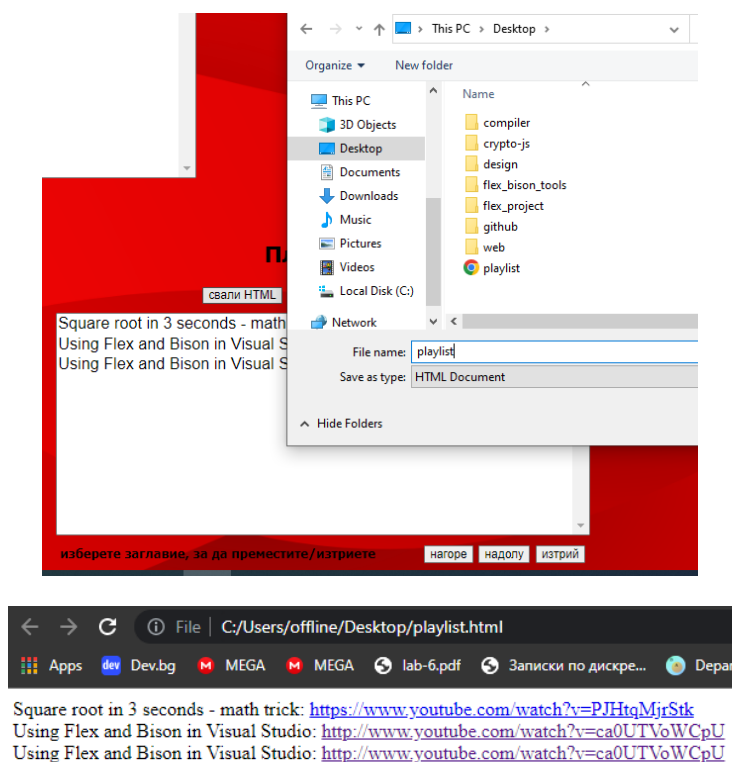 This PC > Desktop >
Organize
New folder
This PC
3D Objects
Desktop
Documents
Downloads
Music
Pictures
Videos
Local Disk (C:)
Network
Name
compiler
crypto-js
design
flex_bison_tools
flex_project
github
web
playlist
File name: playlist
Save as type: HTML Document
Hide Folders
свали HTML
Square root in 3 seconds - math
Using Flex and Bison in Visual S
Using Flex and Bison in Visual S
изберете заглавие, за да преместите/изтриете
нагоре надолу изтрий
File | C:/Users/offline/Desktop/playlist.html
Apps dev Dev.bg M MEGA M MEGA lab-6.pdf Записки по дискре... Depar
Square root in 3 seconds - math trick: https://www.youtube.com/watch?v=PJHtqMjrStk
Using Flex and Bison in Visual Studio: http://www.youtube.com/watch?v=ca0UTVoWCpU
Using Flex and Bison in Visual Studio: http://www.youtube.com/watch?v=ca0UTVoWCpU